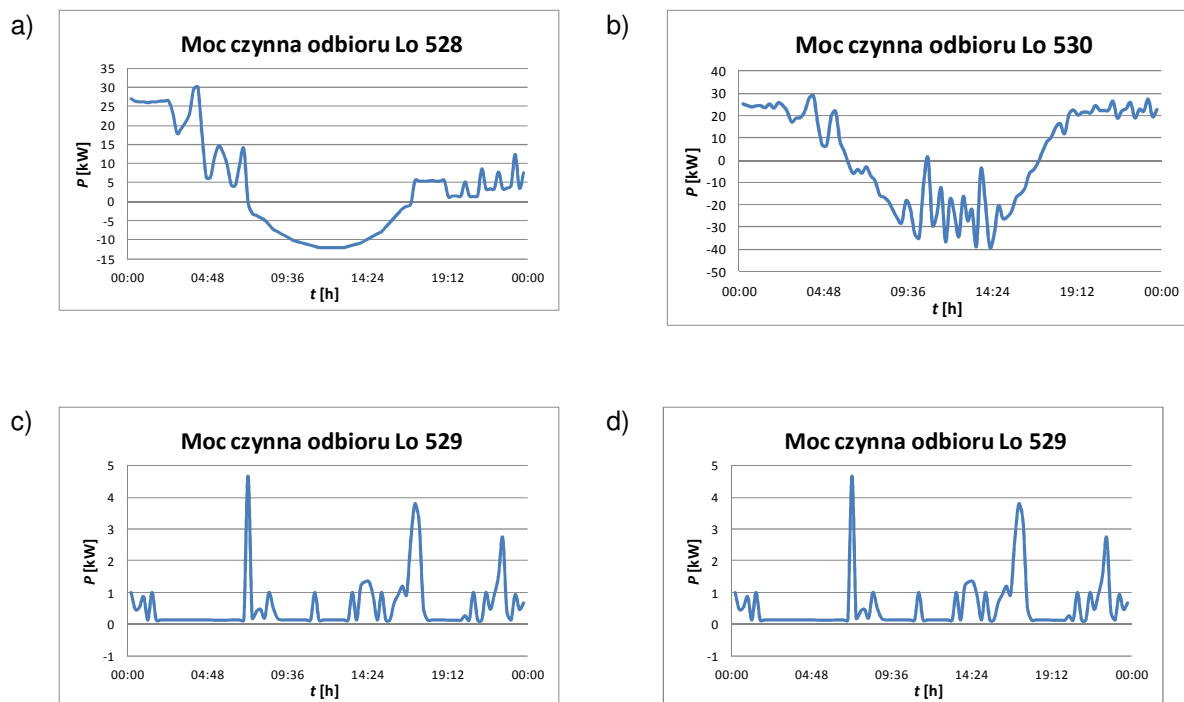 a)
Moc czynna odbioru Lo 528
P [kW]
35
30
25
20
15
10
5
0
-5
-10
-15
00:00 04:48 09:36 14:24 19:12 00:00
t [h]
b)
Moc czynna odbioru Lo 530
P [kW]
40
30
20
10
0
-10
-20
-30
-40
-50
00:00 04:48 09:36 14:24 19:12 00:00
t [h]
c)
Moc czynna odbioru Lo 529
P [kW]
5
4
3
2
1
0
-1
00:00 04:48 09:36 14:24 19:12 00:00
t [h]
d)
Moc czynna odbioru Lo 529
P [kW]
5
4
3
2
1
0
-1
00:00 04:48 09:36 14:24 19:12 00:00
t [h]